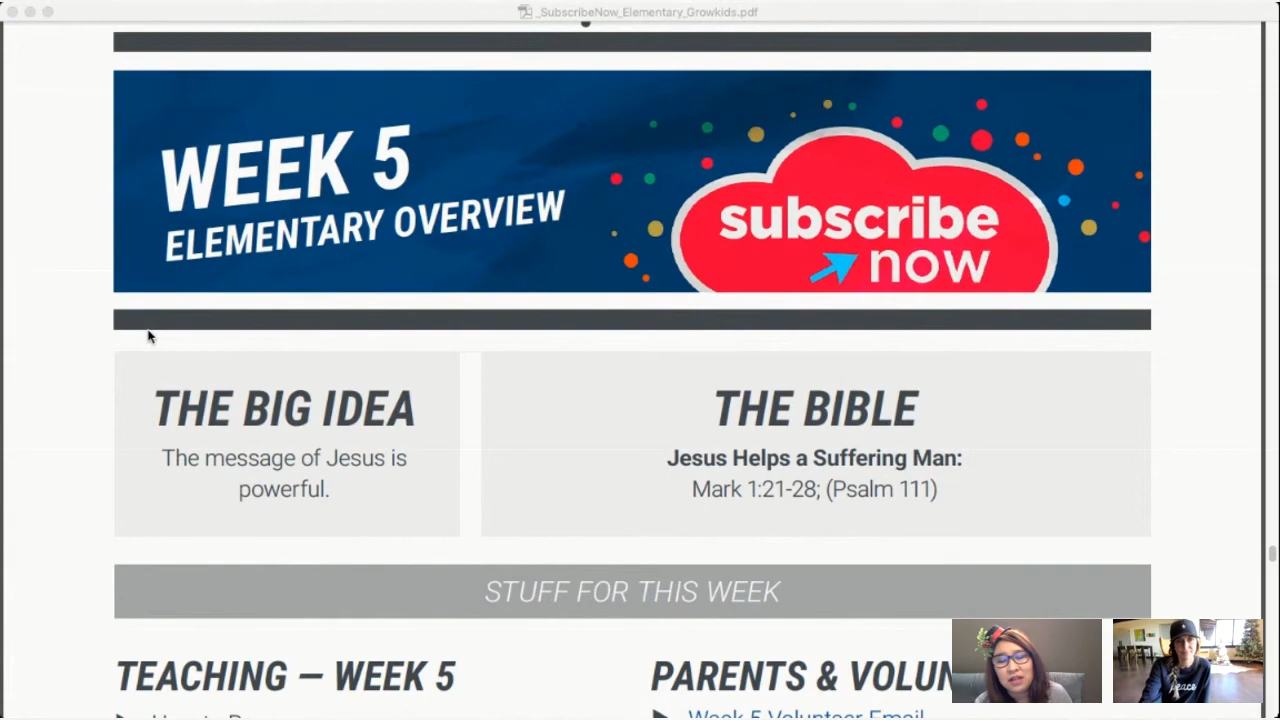 _SubscribeNow_Elementary_Growkids.pdf
WEEK 5
ELEMENTARY OVERVIEW
subscribe
now
THE BIG IDEA
The message of Jesus is
powerful.
THE BIBLE
Jesus Helps a Suffering Man:
Mark 1:21-28; (Psalm 111)
STUFF FOR THIS WEEK
TEACHING – WEEK 5
PARENTS & VOLUN
Week 5 Volunteer Email
peace